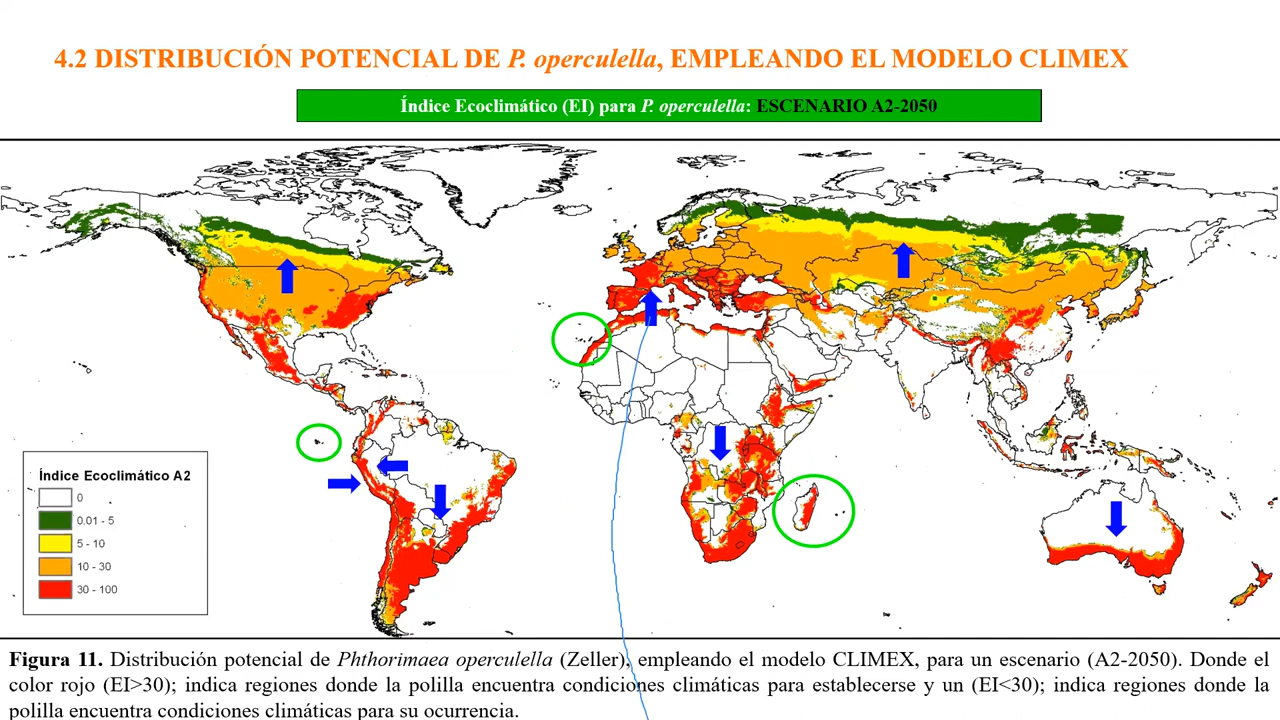 4.2 DISTRIBUCIÓN POTENCIAL DE P. operculella, EMPLEANDO EL MODELO CLIMEX
Índice Ecoclimático (EI) para P. operculella: ESCENARIO A2-2050
Índice Ecoclimático A2
0
0.01 - 5
5 - 10
10 - 30
30 - 100
Figura 11. Distribución potencial de Phthorimaea operculella (Zeller), empleando el modelo CLIMEX, para un escenario (A2-2050). Donde el
color rojo (EI>30); indica regiones donde la polilla encuentra condiciones climáticas para establecerse y un (EI<30); indica regiones donde la
polilla encuentra condiciones climáticas para su ocurrencia.